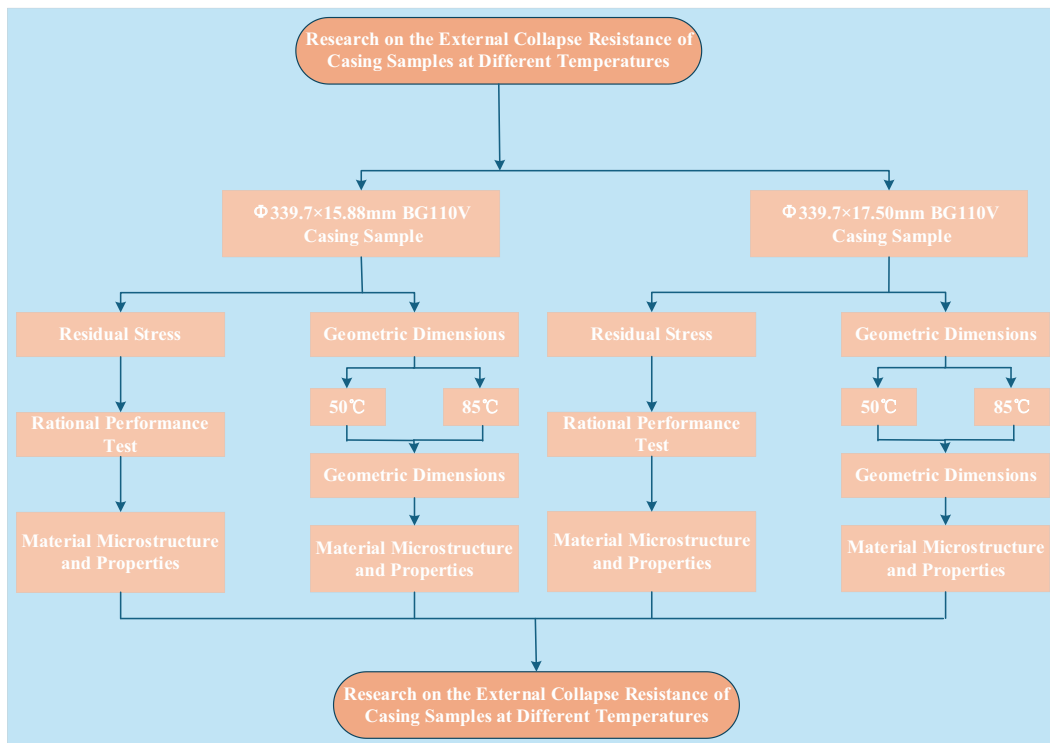 Research on the External Collapse Resistance of
Casing Samples at Different Temperatures
Φ339.7×15.88mm BG110V
Casing Sample
Φ339.7×17.50mm BG110V
Casing Sample
Residual Stress
Geometric Dimensions
Residual Stress
Geometric Dimensions
50℃
85℃
50℃
85℃
Rational Performance
Test
Rational Performance
Test
Geometric Dimensions
Geometric Dimensions
Material Microstructure
and Properties
Material Microstructure
and Properties
Material Microstructure
and Properties
Material Microstructure
and Properties
Research on the External Collapse Resistance of
Casing Samples at Different Temperatures